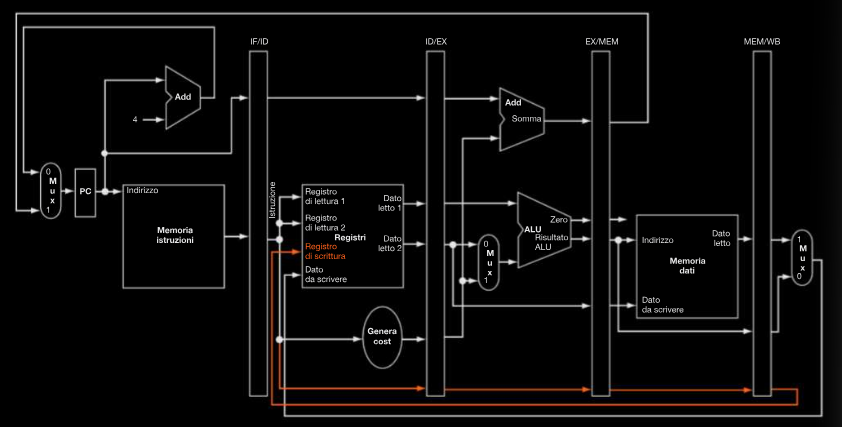 IF/ID
ID/EX
EX/MEM
MEM/WB
Add
4
Add
Somma
0
M
u
x
1
PC
Indirizzo
Memoria
istruzioni
Istruzione
Registro
di lettura 1
Registro
di lettura 2
Registri
Registro
di scrittura
Dato
da scrivere
Dato
letto 1
Dato
letto 2
0
M
u
x
1
ALU
Zero
Risultato
ALU
Indirizzo
Dato
letto
Memoria
dati
Dato
da scrivere
1
M
u
x
0
Genera
cost